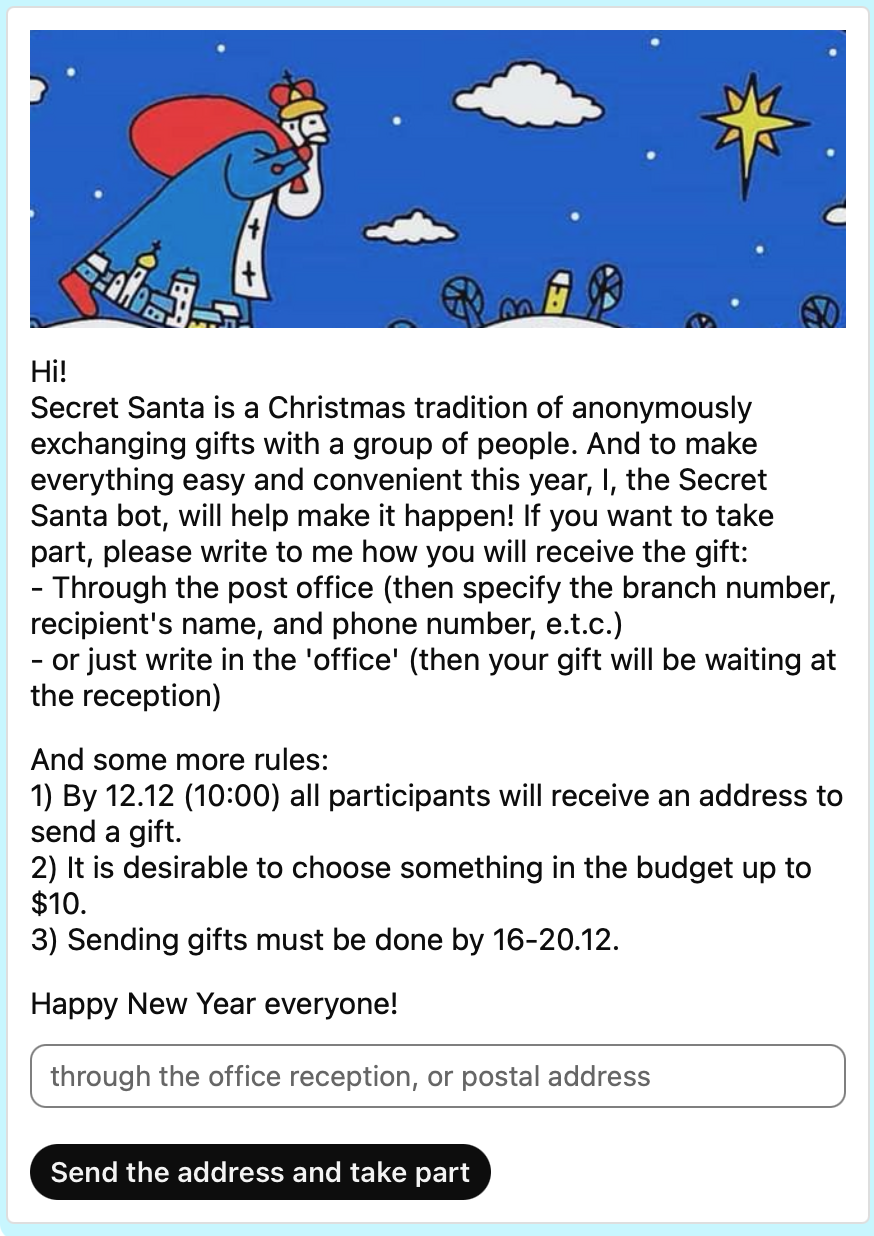 Hi!
Secret Santa is a Christmas tradition of anonymously
exchanging gifts with a group of people. And to make
everything easy and convenient this year, I, the Secret
Santa bot, will help make it happen! If you want to take
part, please write to me how you will receive the gift:
- Through the post office (then specify the branch number,
recipient's name, and phone number, e.t.c.)
- or just write in the 'office' (then your gift will be waiting at
the reception)
And some more rules:
1) By 12.12 (10:00) all participants will receive an address to
send a gift.
2) It is desirable to choose something in the budget up to
$10.
3) Sending gifts must be done by 16-20.12.
Happy New Year everyone!
through the office reception, or postal address
Send the address and take part